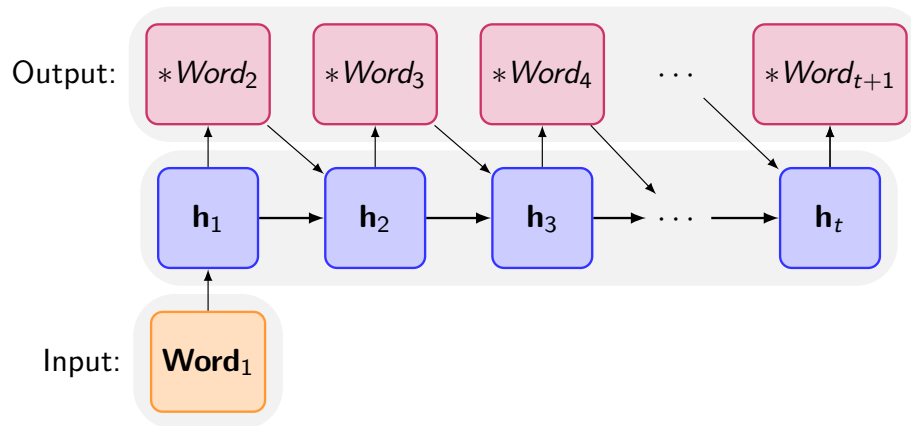 Output: *Word₂ *Word₃ *Word₄ ... *Wordₜ₊₁
h₁ h₂ h₃ ... hₜ
Input: Word₁